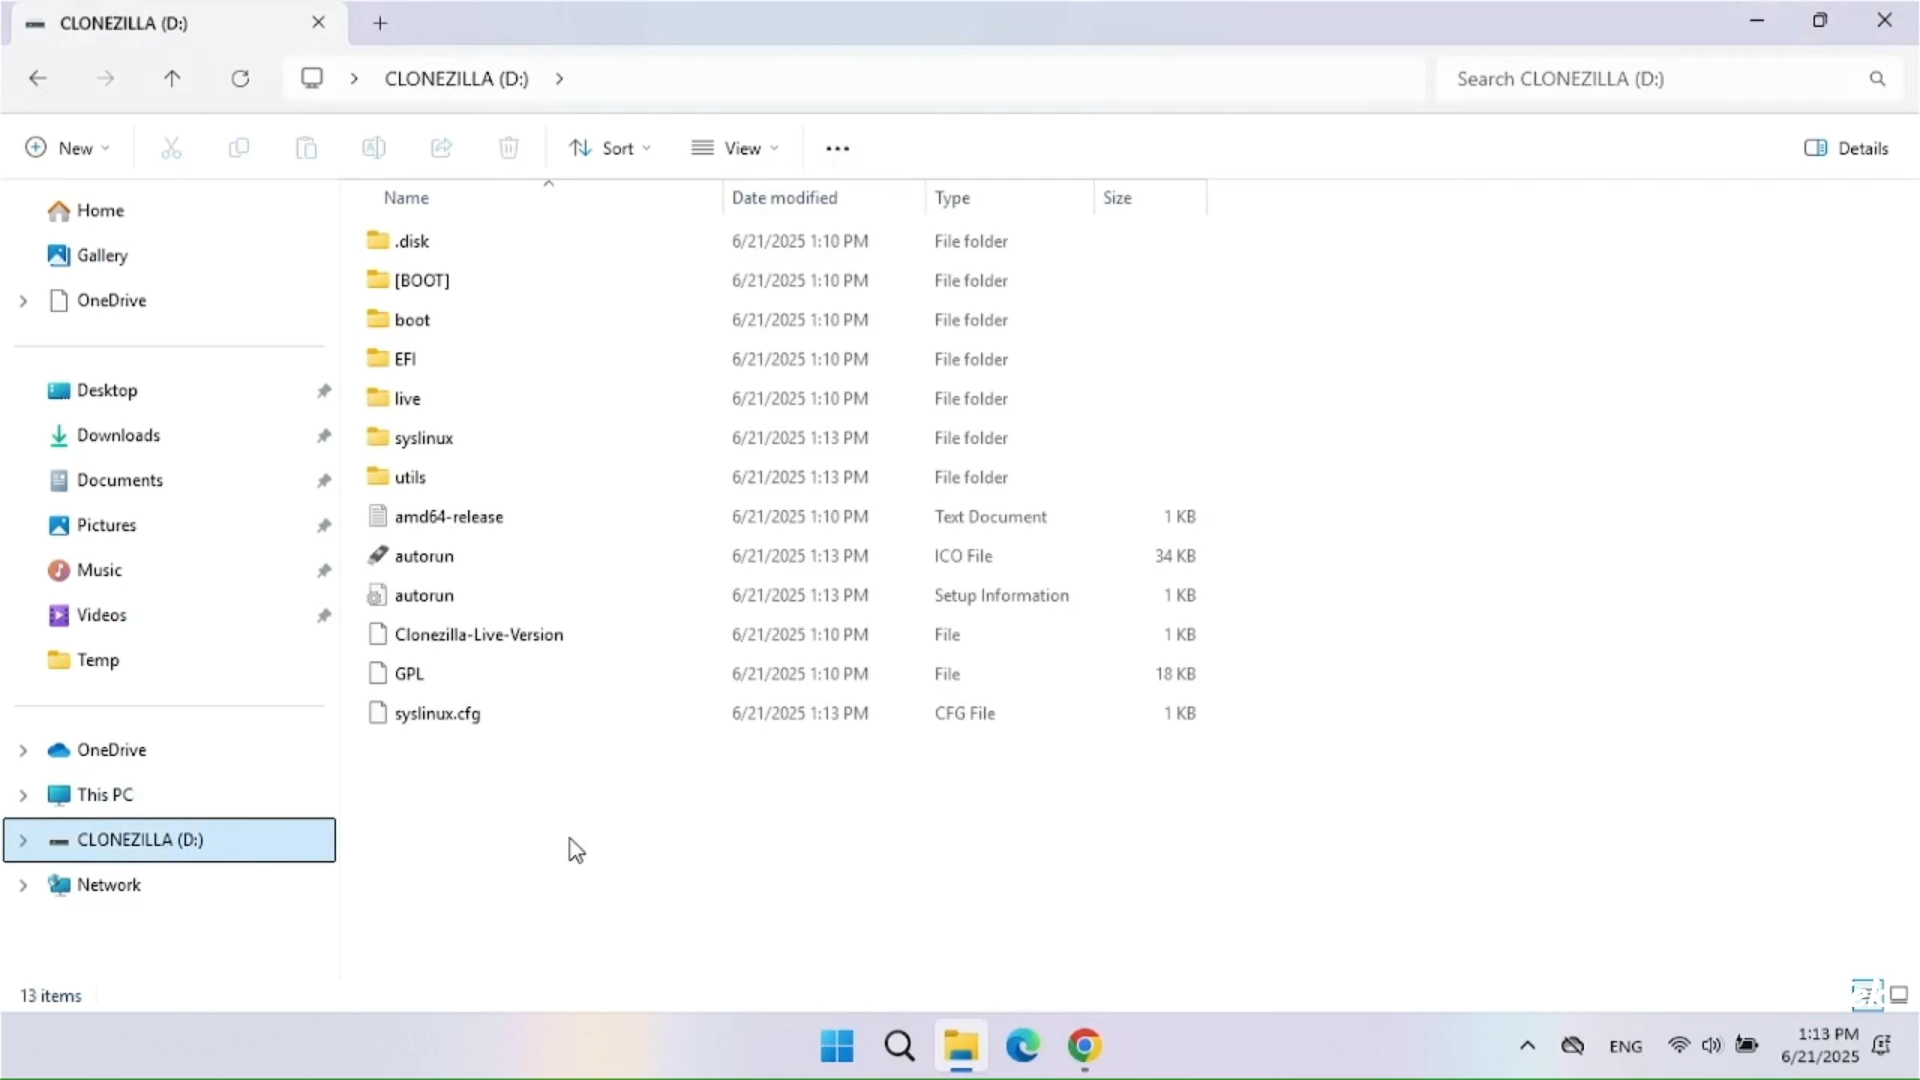 CLONEZILLA (D:)
CLONEZILLA (D:)
Search CLONEZILLA (D:)
New
Sort
View
Details
Name Date modified Type Size
Home
Gallery
OneDrive
Desktop
Downloads
Documents
Pictures
Music
Videos
Temp
OneDrive
This PC
CLONEZILLA (D:)
Network
.disk 6/21/2025 1:10 PM File folder
[BOOT] 6/21/2025 1:10 PM File folder
boot 6/21/2025 1:10 PM File folder
EFI 6/21/2025 1:10 PM File folder
live 6/21/2025 1:10 PM File folder
syslinux 6/21/2025 1:13 PM File folder
utils 6/21/2025 1:13 PM File folder
amd64-release 6/21/2025 1:10 PM Text Document 1 KB
autorun 6/21/2025 1:13 PM ICO File 34 KB
autorun 6/21/2025 1:13 PM Setup Information 1 KB
Clonezilla-Live-Version 6/21/2025 1:10 PM File 1 KB
GPL 6/21/2025 1:10 PM File 18 KB
syslinux.cfg 6/21/2025 1:13 PM CFG File 1 KB
13 items
ENG
1:13 PM
6/21/2025